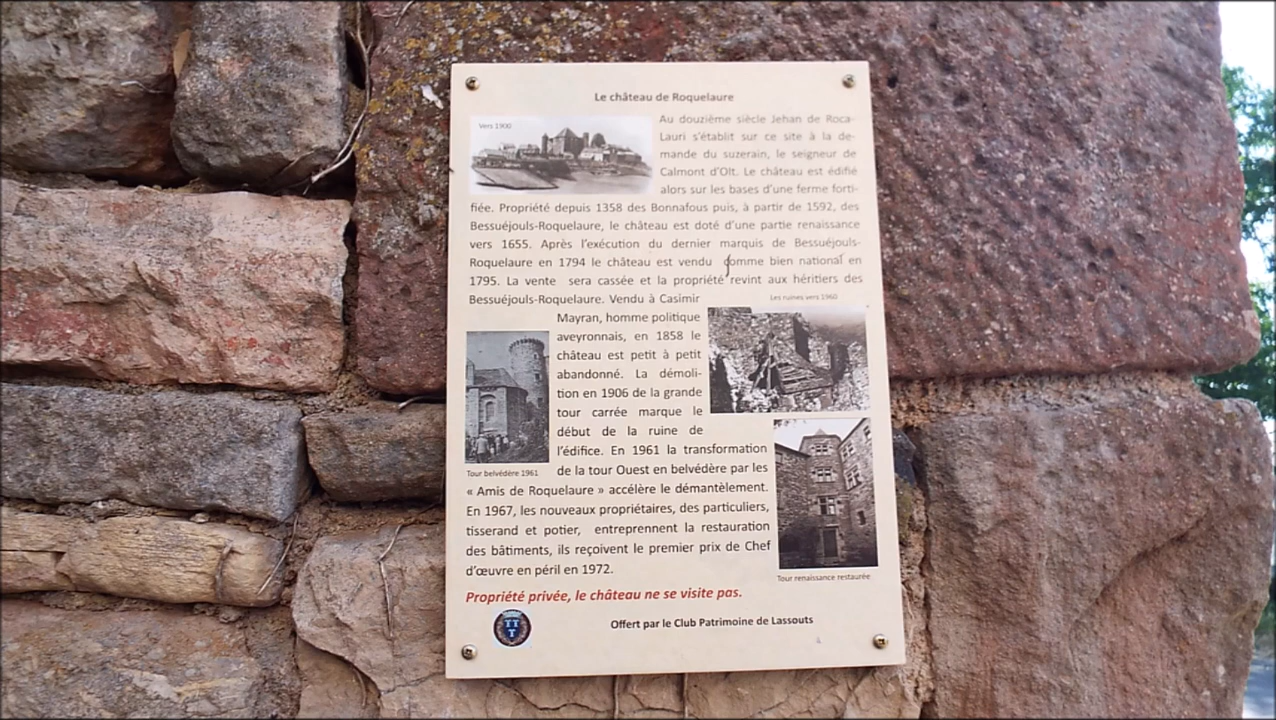 Le château de Roquelaure
Vers 1900
Au douzième siècle Jehan de Roca-
Lauri s'établit sur ce site à la de-
mande du suzerain, le seigneur de
Calmont d'Olt. Le château est édifié
alors sur les bases d'une ferme forti-
fiée. Propriété depuis 1358 des Bonnafous puis, à partir de 1592, des
Bessuéjouls-Roquelaure, le château est doté d'une partie renaissance
vers 1655. Après l'exécution du dernier marquis de Bessuéjouls-
Roquelaure en 1794 le château est vendu comme bien national en
1795. La vente sera cassée et la propriété revint aux héritiers des
Bessuéjouls-Roquelaure. Vendu à Casimir
Les ruines vers 1960
Mayran, homme politique
aveyronnais, en 1858 le
château est petit à petit
abandonné. La démoli-
tion en 1906 de la grande
tour carrée marque le
début de la ruine de
l'édifice. En 1961 la transformation
de la tour Ouest en belvédère par les
Tour belvédère 1961
« Amis de Roquelaure » accélère le démantèlement.
En 1967, les nouveaux propriétaires, des particuliers,
tisserand et potier, entreprennent la restauration
des bâtiments, ils reçoivent le premier prix de Chef
d'œuvre en péril en 1972.
Tour renaissance restaurée
Propriété privée, le château ne se visite pas.
Offert par le Club Patrimoine de Lassouts